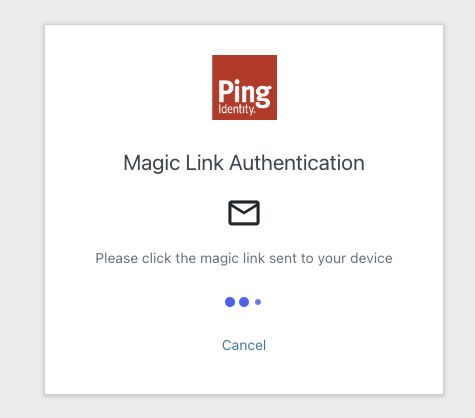 Ping
Identity.
Magic Link Authentication
Please click the magic link sent to your device
Cancel